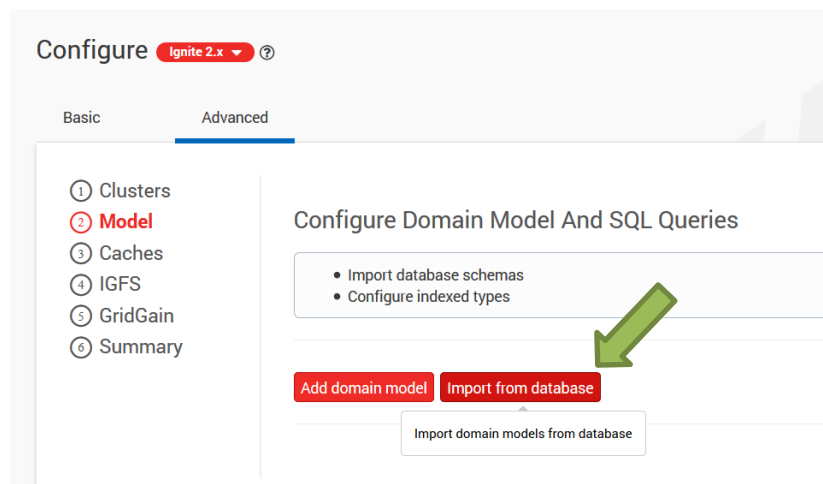 Configure Ignite 2.x
Basic Advanced
1 Clusters
2 Model
3 Caches
4 IGFS
5 GridGain
6 Summary
Configure Domain Model And SQL Queries
• Import database schemas
• Configure indexed types
Add domain model Import from database
Import domain models from database